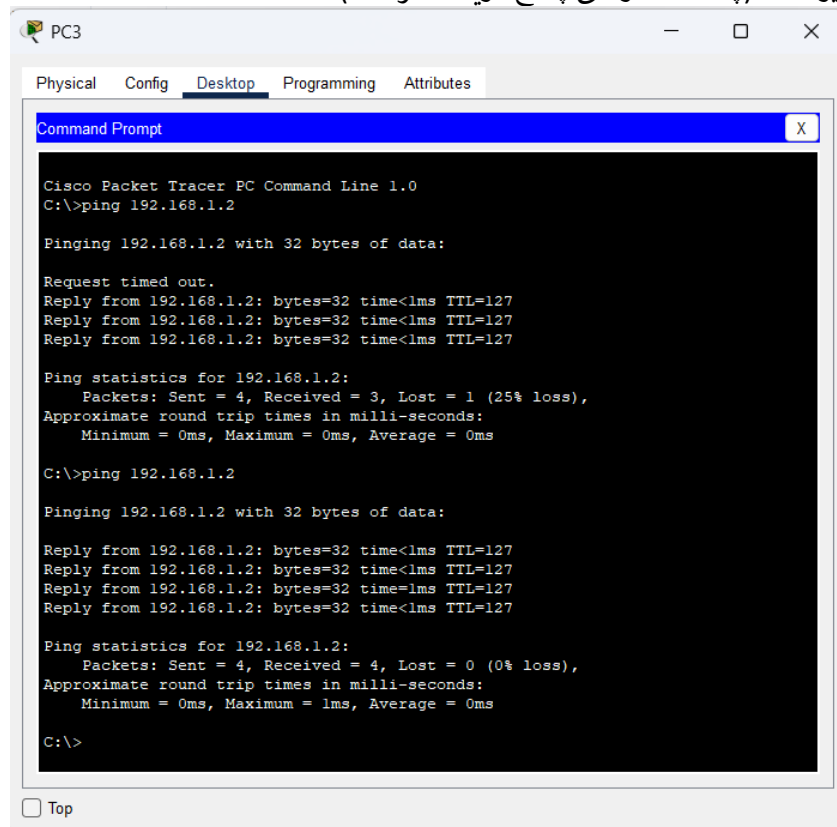 PC3
Physical Config Desktop Programming Attributes
Command Prompt
X
Cisco Packet Tracer PC Command Line 1.0
C:\>ping 192.168.1.2
Pinging 192.168.1.2 with 32 bytes of data:
Request timed out.
Reply from 192.168.1.2: bytes=32 time<1ms TTL=127
Reply from 192.168.1.2: bytes=32 time<1ms TTL=127
Reply from 192.168.1.2: bytes=32 time<1ms TTL=127
Ping statistics for 192.168.1.2:
Packets: Sent = 4, Received = 3, Lost = 1 (25% loss),
Approximate round trip times in milli-seconds:
Minimum = 0ms, Maximum = 0ms, Average = 0ms
C:\>ping 192.168.1.2
Pinging 192.168.1.2 with 32 bytes of data:
Reply from 192.168.1.2: bytes=32 time<1ms TTL=127
Reply from 192.168.1.2: bytes=32 time<1ms TTL=127
Reply from 192.168.1.2: bytes=32 time=1ms TTL=127
Reply from 192.168.1.2: bytes=32 time<1ms TTL=127
Ping statistics for 192.168.1.2:
Packets: Sent = 4, Received = 4, Lost = 0 (0% loss),
Approximate round trip times in milli-seconds:
Minimum = 0ms, Maximum = 1ms, Average = 0ms
C:\>
Top